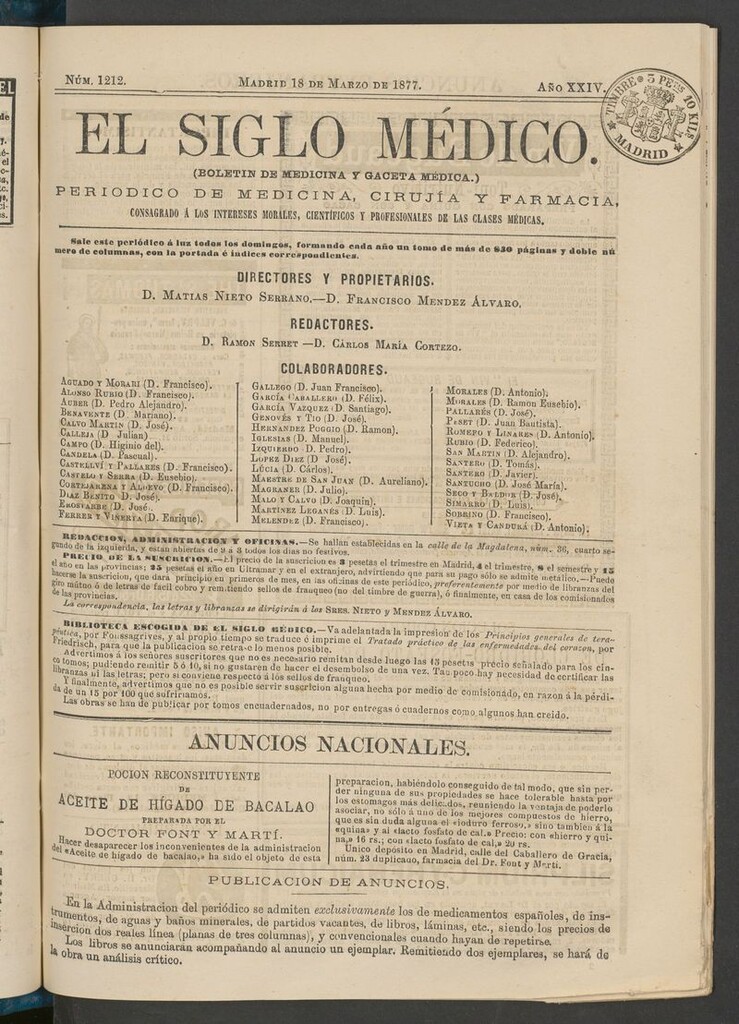 NÚM. 1212.
MADRID 18 DE MARZO DE 1877.
AÑO XXIV.
TIMBRE 3 PES. 10 KILS
MADRID
EL SIGLO MÉDICO.
(BOLETIN DE MEDICINA Y GACETA MÉDICA.)
PERIODICO DE MEDICINA, CIRUJÍA Y FARMACIA,
CONSAGRADO Á LOS INTERESES MORALES, CIENTÍFICOS Y PROFESIONALES DE LAS CLASES MÉDICAS.
Sale este periódico á luz todos los domingos, formando cada año un tomo de más de 830 páginas y doble nú
mero de columnas, con la portada é índices correspondientes.
DIRECTORES Y PROPIETARIOS.
D. MATIAS NIETO SERRANO.—D. FRANCISCO MENDEZ ÁLVARO.
REDACTORES.
D. RAMON SERRET—D. CÁRLOS MARÍA CORTEZO.
COLABORADORES.
AGUADO Y MORARI (D. Francisco).
ALONSO RUBIO (D. Francisco).
AUBER (D. Pedro Alejandro).
BENAVENTE (D. Mariano).
CALVO MARTIN (D. José).
CALLEJA (D Julian)
CAMPO (D. Higinio del).
CANDELA (D. Pascual).
CASTELLVÍ Y PALLARES (D. Francisco).
CASTELO Y SERRA (D. Eusebio).
CORTEJARENA Y ALDEVO (D. Francisco)
DIAZ BENITO (D. José).
EROSTARBE (D. José.
FERRER Y VIÑERTA (D. Enrique).
GALLEGO (D. Juan Francisco).
GARCÍA CABALLERO (D. Félix).
GARCÍA VAZQUEZ (D. Santiago).
GENOVÉS Y TIO (D. José).
HERNANDEZ POGGIO (D. Ramon).
IGLESIAS (D. Manuel).
IZQUIERDO (D. Pedro).
LOPEZ DIEZ (D José).
LÚCIA (D. Cárlos).
MAESTRE DE SAN JUAN (D. Aureliano).
MAGRANER (D. Julio).
MALO Y CALVO (D. Joaquin).
MARTINEZ LEGANÉS (D. Luis).
MELENDEZ (D. Francisco).
MORALES (D. Antonio).
MORALES (D. Ramon Eusebio).
PALLARÉS (D. José).
PESET (D. Juan Bautista).
ROMERO Y LINARES (D. Antonio).
RUBIO (D. Federico).
SAN MARTIN (D. Alejandro).
SANTERO (D. Tomás).
SANTERO (D. Javier).
SANTUCHO (D. José María).
SECO Y BALDOR (D. José).
SIMARRO (D. Luis).
SOBRINO (D. Francisco).
VIETA Y CANDURÁ (D. Antonio).
REDACCION, ADMINISTRACION Y OFICINAS.—Se hallan establecidas en la calle de la Magdalena, núm. 36, cuarto se-
gundo de la izquierda, y están abiertas de 9 á 3 todos los dias no festivos.
PRECIO DE LA SUSCRICION.—El precio de la suscricion es 3 pesetas el trimestre en Madrid, 4 el trimestre, 8 el semestre y 15
el año en las provincias; 25 pesetas el año en Ultramar y en el extranjero, advirtiendo que para su pago sólo se admite metálico.—Puede
hacerse la suscricion, que dará principio en primeros de mes, en las oficinas de este periódico, preferentemente por medio de libranzas del
giro mútuo ó de letras de fácil cobro y remitiendo sellos de franqueo (no del timbre de guerra), ó finalmente, en casa de los comisionados
de las provincias.
La correspondencia, las letras y libranzas se dirigirán á los SRES. NIETO Y MENDEZ ÁLVARO.
BIBLIOTECA ESCOGIDA DE EL SIGLO MÉDICO.—Va adelantada la impresion de los Principios generales de tera-
péutica, por Fonssagrives, y al propio tiempo se traduce é imprime el Tratado práctico de las enfermedades del corazon, por
Friedrisch, para que la publicacion se retrase lo menos posible.
Advertimos á los señores suscritores que no es necesario remitan desde luego las 13 pesetas precio señalado para los cin-
co tomos; pudiendo remitir 5 ó 10, si no gustaren de hacer el desembolso de una vez. Tampoco hay necesidad de certificar las
libranzas ni las letras; pero si conviene respecto á los sellos de franqueo.
Y finalmente, advertimos que no es posible servir suscricion alguna hecha por medio de comisionado, en razon á la pérdi-
da de un 15 por 100 que sufriríamos.
Las obras se han de publicar por tomos encuadernados, no por entregas ó cuadernos como algunos han creido.
ANUNCIOS NACIONALES.
POCION RECONSTITUYENTE
DE
ACEITE DE HÍGADO DE BACALAO
PREPARADA POR EL
DOCTOR FONT Y MARTÍ.
Hacer desaparecer los inconvenientes de la administracion
del «Aceite de hígado de bacalao,» ha sido el objeto de esta
preparacion, habiéndolo conseguido de tal modo, que sin per
der ninguna de sus propiedades se hace tolerable hasta por
los estomagos más delicados, reuniendo la ventaja de poderlo
asociar, no sólo á uno de los mejores compuestos de hierro,
que es sin duda alguna el «ioduro ferroso,» sino tambien á la
«quina» y al «lacto fosfato de cal.» Precio: con «hierro y qui-
na,» 16 rs.; con «lacto fosfato de cal,» 20 rs.
Unico depósito en Madrid, calle del Caballero de Gracia,
núm. 23 duplicado, farmacia del Dr. Font y Martí.
PUBLICACION DE ANUNCIOS.
En la Administracion del periódico se admiten exclusivamente los de medicamentos españoles, de ins-
trumentos, de aguas y baños minerales, de partidos vacantes, de libros, láminas, etc., siendo los precios de
insercion dos reales línea (planas de tres columnas), y convencionales cuando hayan de repetirse.
Los libros se anunciarán acompañando al anuncio un ejemplar. Remitiendo dos ejemplares, se hará de
la obra un análisis crítico.